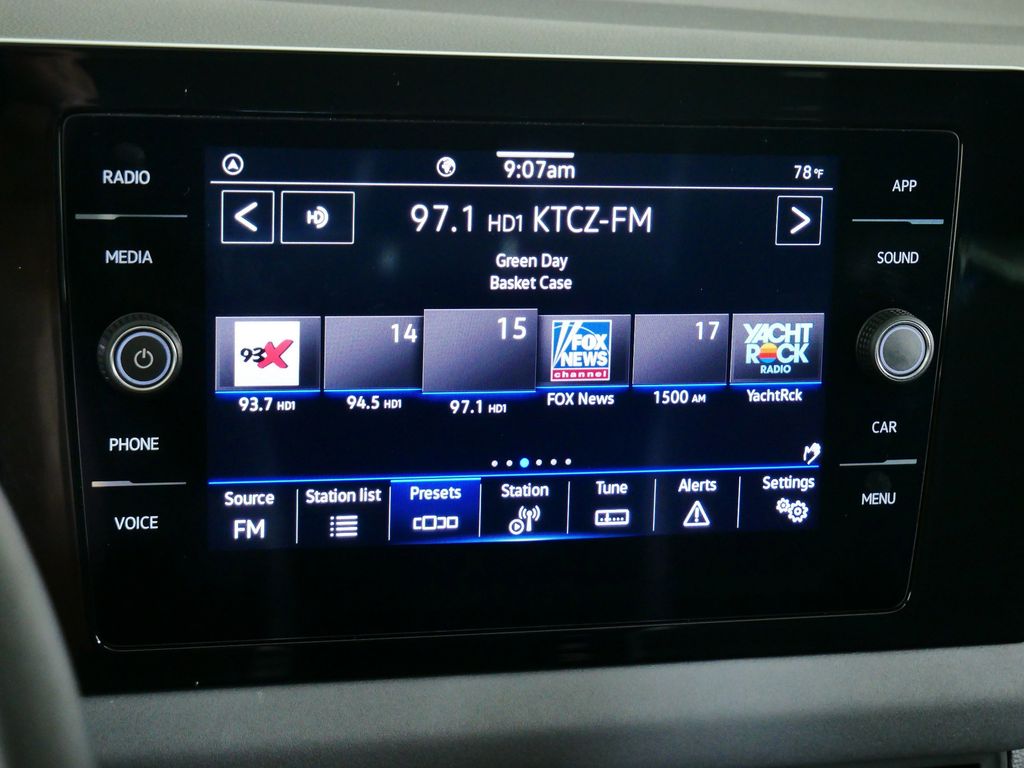 9:07am
78°F
HD
97.1 HD1 KTCZ-FM
Green Day
Basket Case
RADIO
MEDIA
PHONE
VOICE
93X
93.7 HD1
14
94.5 HD1
15
97.1 HD1
FOX
NEWS
channel
FOX News
17
1500 AM
YACHT
ROCK
RADIO
YachtRck
Source
FM
Station list
Presets
Station
Tune
Alerts
Settings
APP
SOUND
CAR
MENU